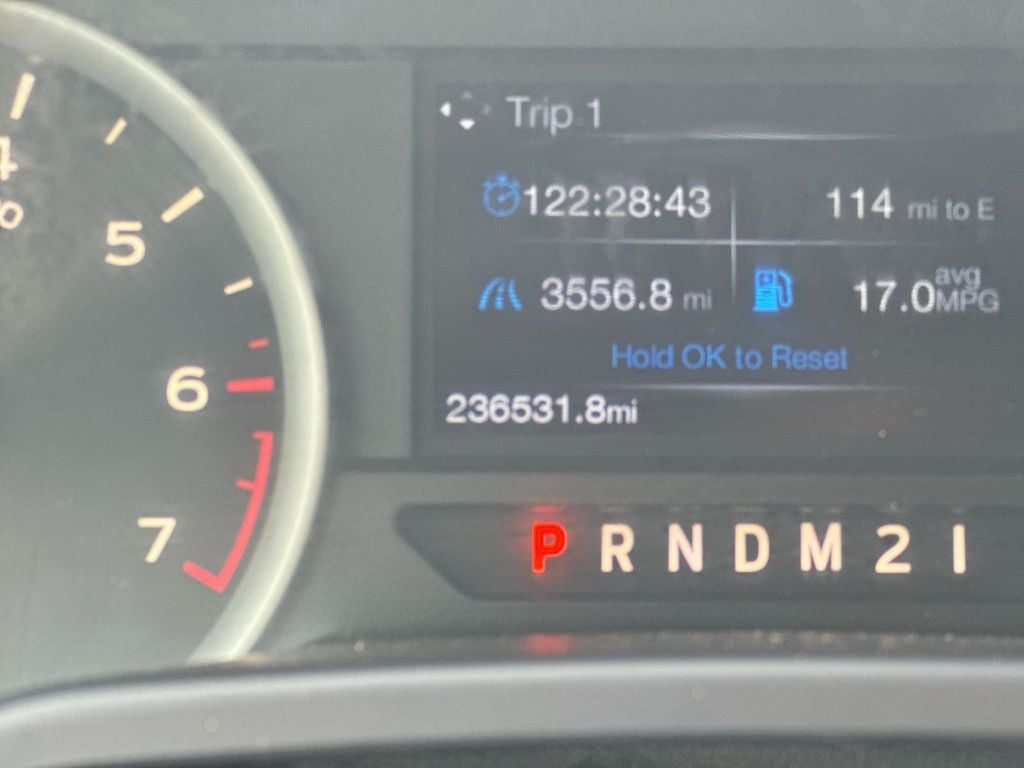 Trip 1
122:28:43
114 mi to E
3556.8 mi
17.0 avg MPG
Hold OK to Reset
236531.8mi
4
5
6
7
P R N D M 2 1